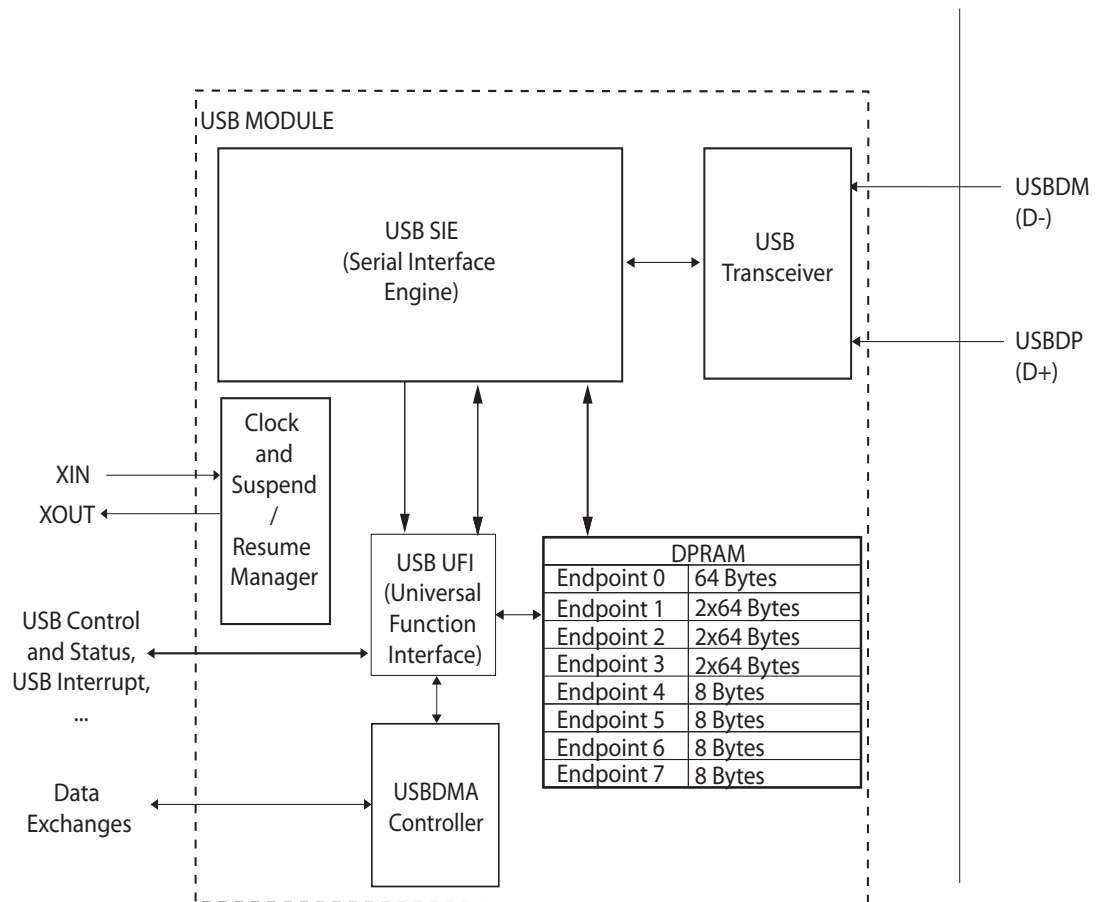 USB MODULE
USB SIE
(Serial Interface
Engine)
USB
Transceiver
USBDM
(D-)
USBDP
(D+)
Clock
and
Suspend
/
Resume
Manager
XIN
XOUT
USB UFI
(Universal
Function
Interface)
DPRAM
Endpoint 0 64 Bytes
Endpoint 1 2x64 Bytes
Endpoint 2 2x64 Bytes
Endpoint 3 2x64 Bytes
Endpoint 4 8 Bytes
Endpoint 5 8 Bytes
Endpoint 6 8 Bytes
Endpoint 7 8 Bytes
USB Control
and Status,
USB Interrupt,
...
USBDMA
Controller
Data
Exchanges